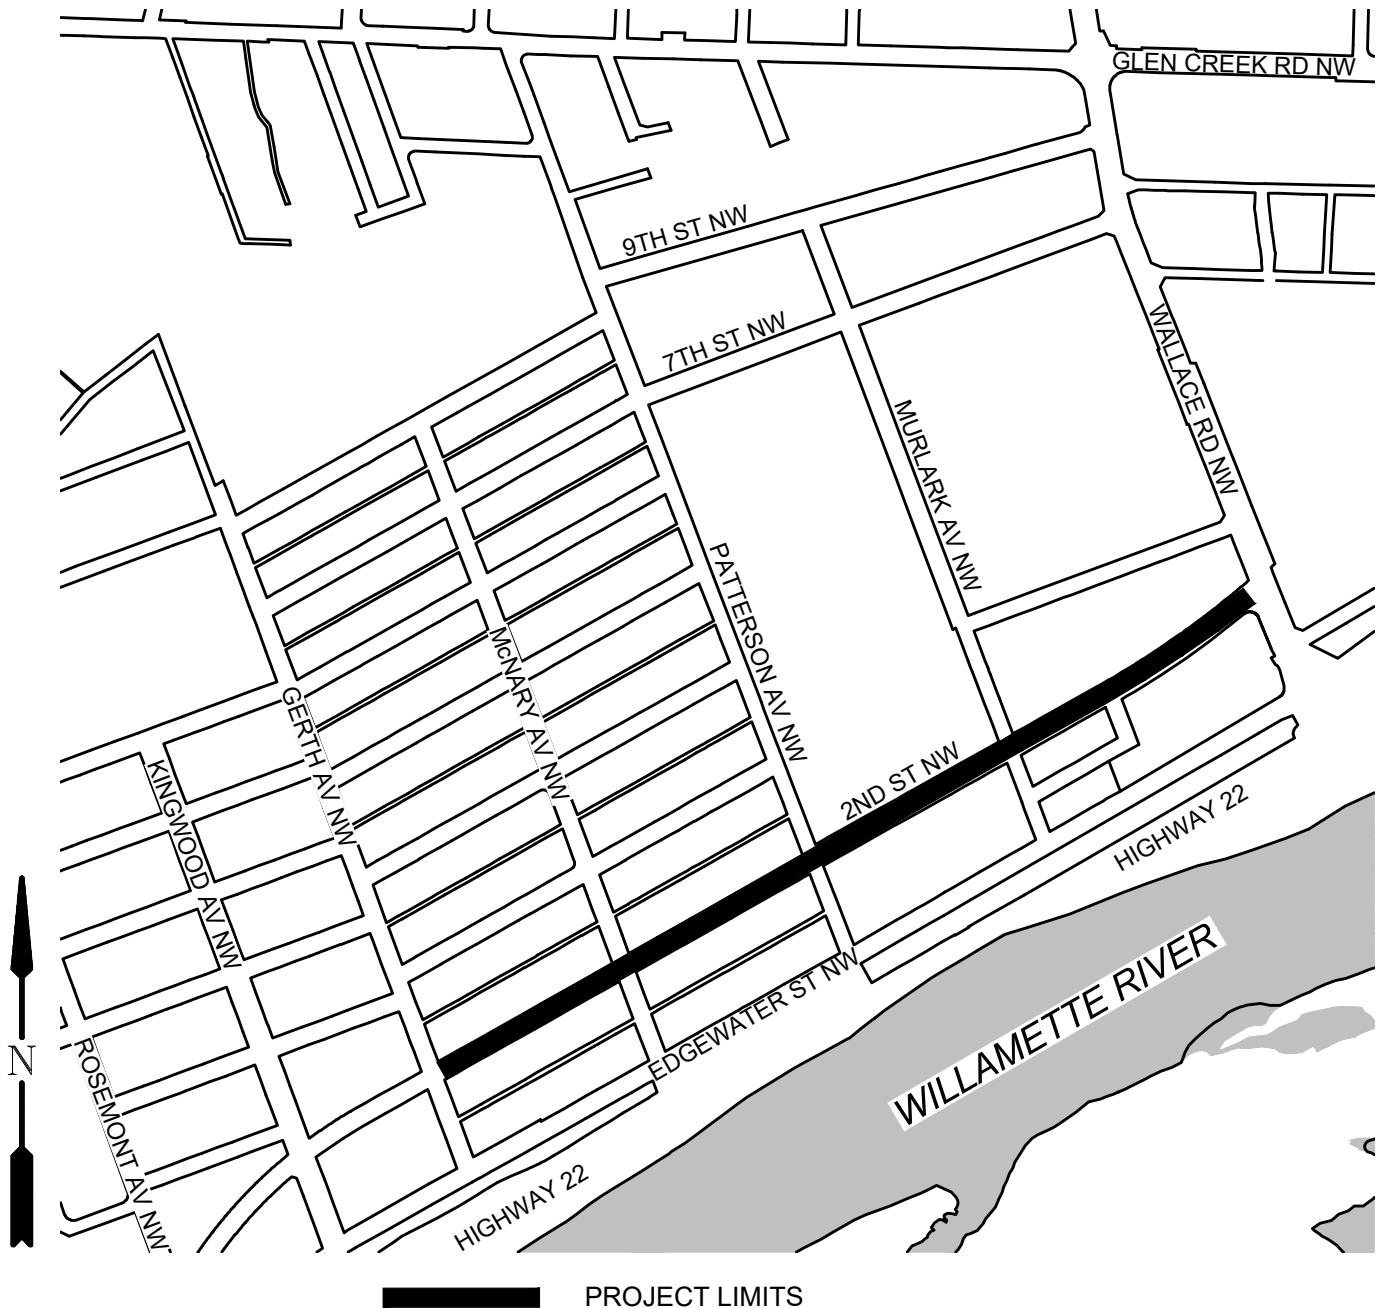 GLEN CREEK RD NW
9TH ST NW
7TH ST NW
WALLACE RD NW
MURLARK AV NW
PATTERSON AV NW
McNARY AV NW
GERTH AV NW
2ND ST NW
KINGWOOD AV NW
HIGHWAY 22
EDGEWATER ST NW
WILLAMETTE RIVER
N
ROSEMONT AV NW
HIGHWAY 22
PROJECT LIMITS